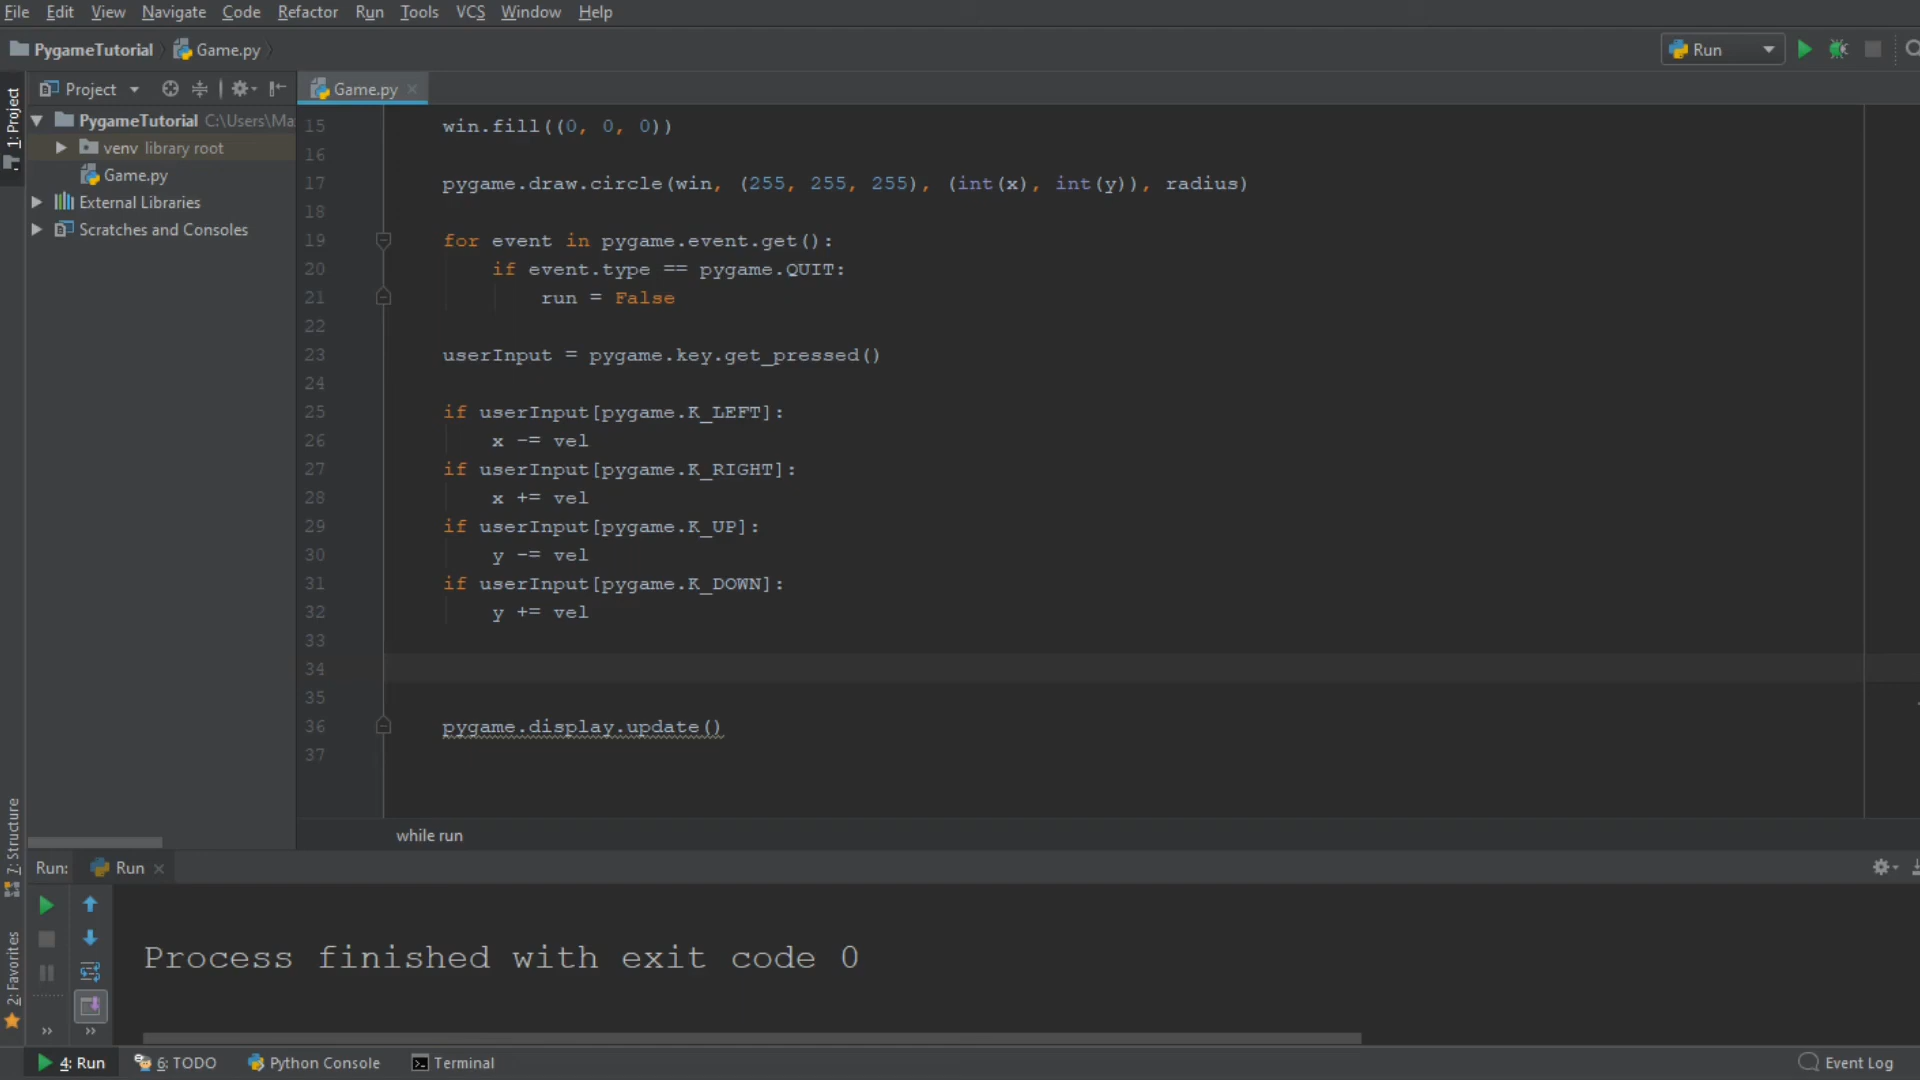 File Edit View Navigate Code Refactor Run Tools VCS Window Help
PygameTutorial Game.py Run
1: Project
Project Game.py
PygameTutorial C:\Users\Ma
venv library root
Game.py
External Libraries
Scratches and Consoles
15 win.fill((0, 0, 0))
16
17 pygame.draw.circle(win, (255, 255, 255), (int(x), int(y)), radius)
18
19 for event in pygame.event.get():
20 if event.type == pygame.QUIT:
21 run = False
22
23 userInput = pygame.key.get_pressed()
24
25 if userInput[pygame.K_LEFT]:
26 x -= vel
27 if userInput[pygame.K_RIGHT]:
28 x += vel
29 if userInput[pygame.K_UP]:
30 y -= vel
31 if userInput[pygame.K_DOWN]:
32 y += vel
33
34
35
36 pygame.display.update()
37
while run
7: Structure
2: Favorites
Run: Run
Process finished with exit code 0
4: Run 6: TODO Python Console Terminal Event Log